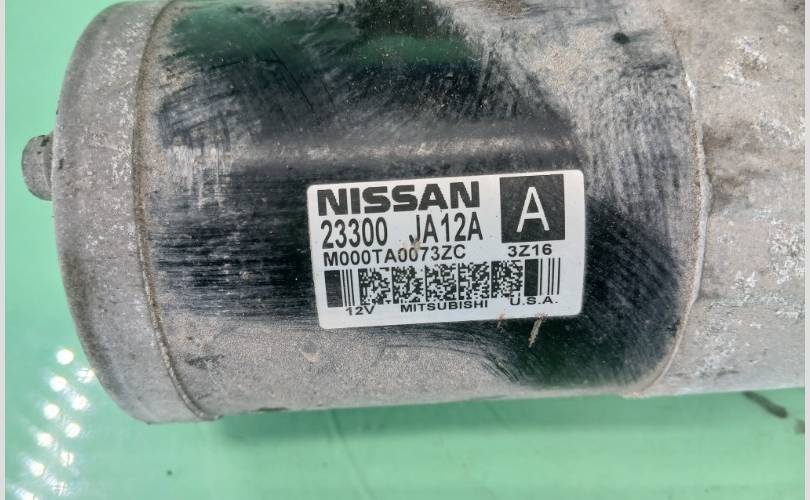 NISSAN A
23300 JA12A
M000TA0073ZC 3Z16
12V MITSUBISHI U.S.A.